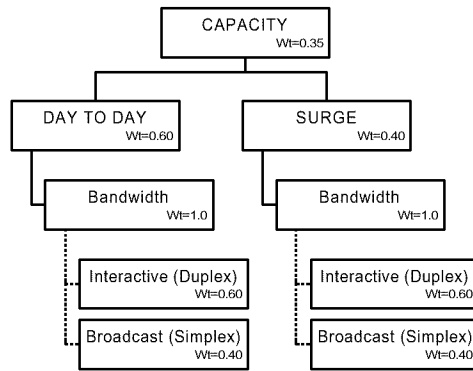 CAPACITY
Wt=0.35
DAY TO DAY
Wt=0.60
SURGE
Wt=0.40
Bandwidth
Wt=1.0
Bandwidth
Wt=1.0
Interactive (Duplex)
Wt=0.60
Interactive (Duplex)
Wt=0.60
Broadcast (Simplex)
Wt=0.40
Broadcast (Simplex)
Wt=0.40